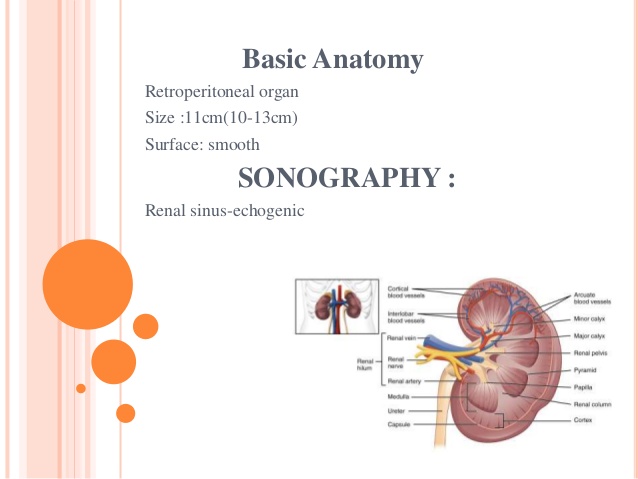 Basic Anatomy
Retroperitoneal organ
Size :11cm(10-13cm)
Surface: smooth
SONOGRAPHY :
Renal sinus-echogenic
Cortical
blood vessels
Interlobar
blood vessels
Renal vein
Renal
hilum
Renal
nerve
Renal artery
Medulla
Ureter
Capsule
Arcuate
blood vessels
Minor calyx
Major calyx
Renal pelvis
Pyramid
Papilla
Renal column
Cortex